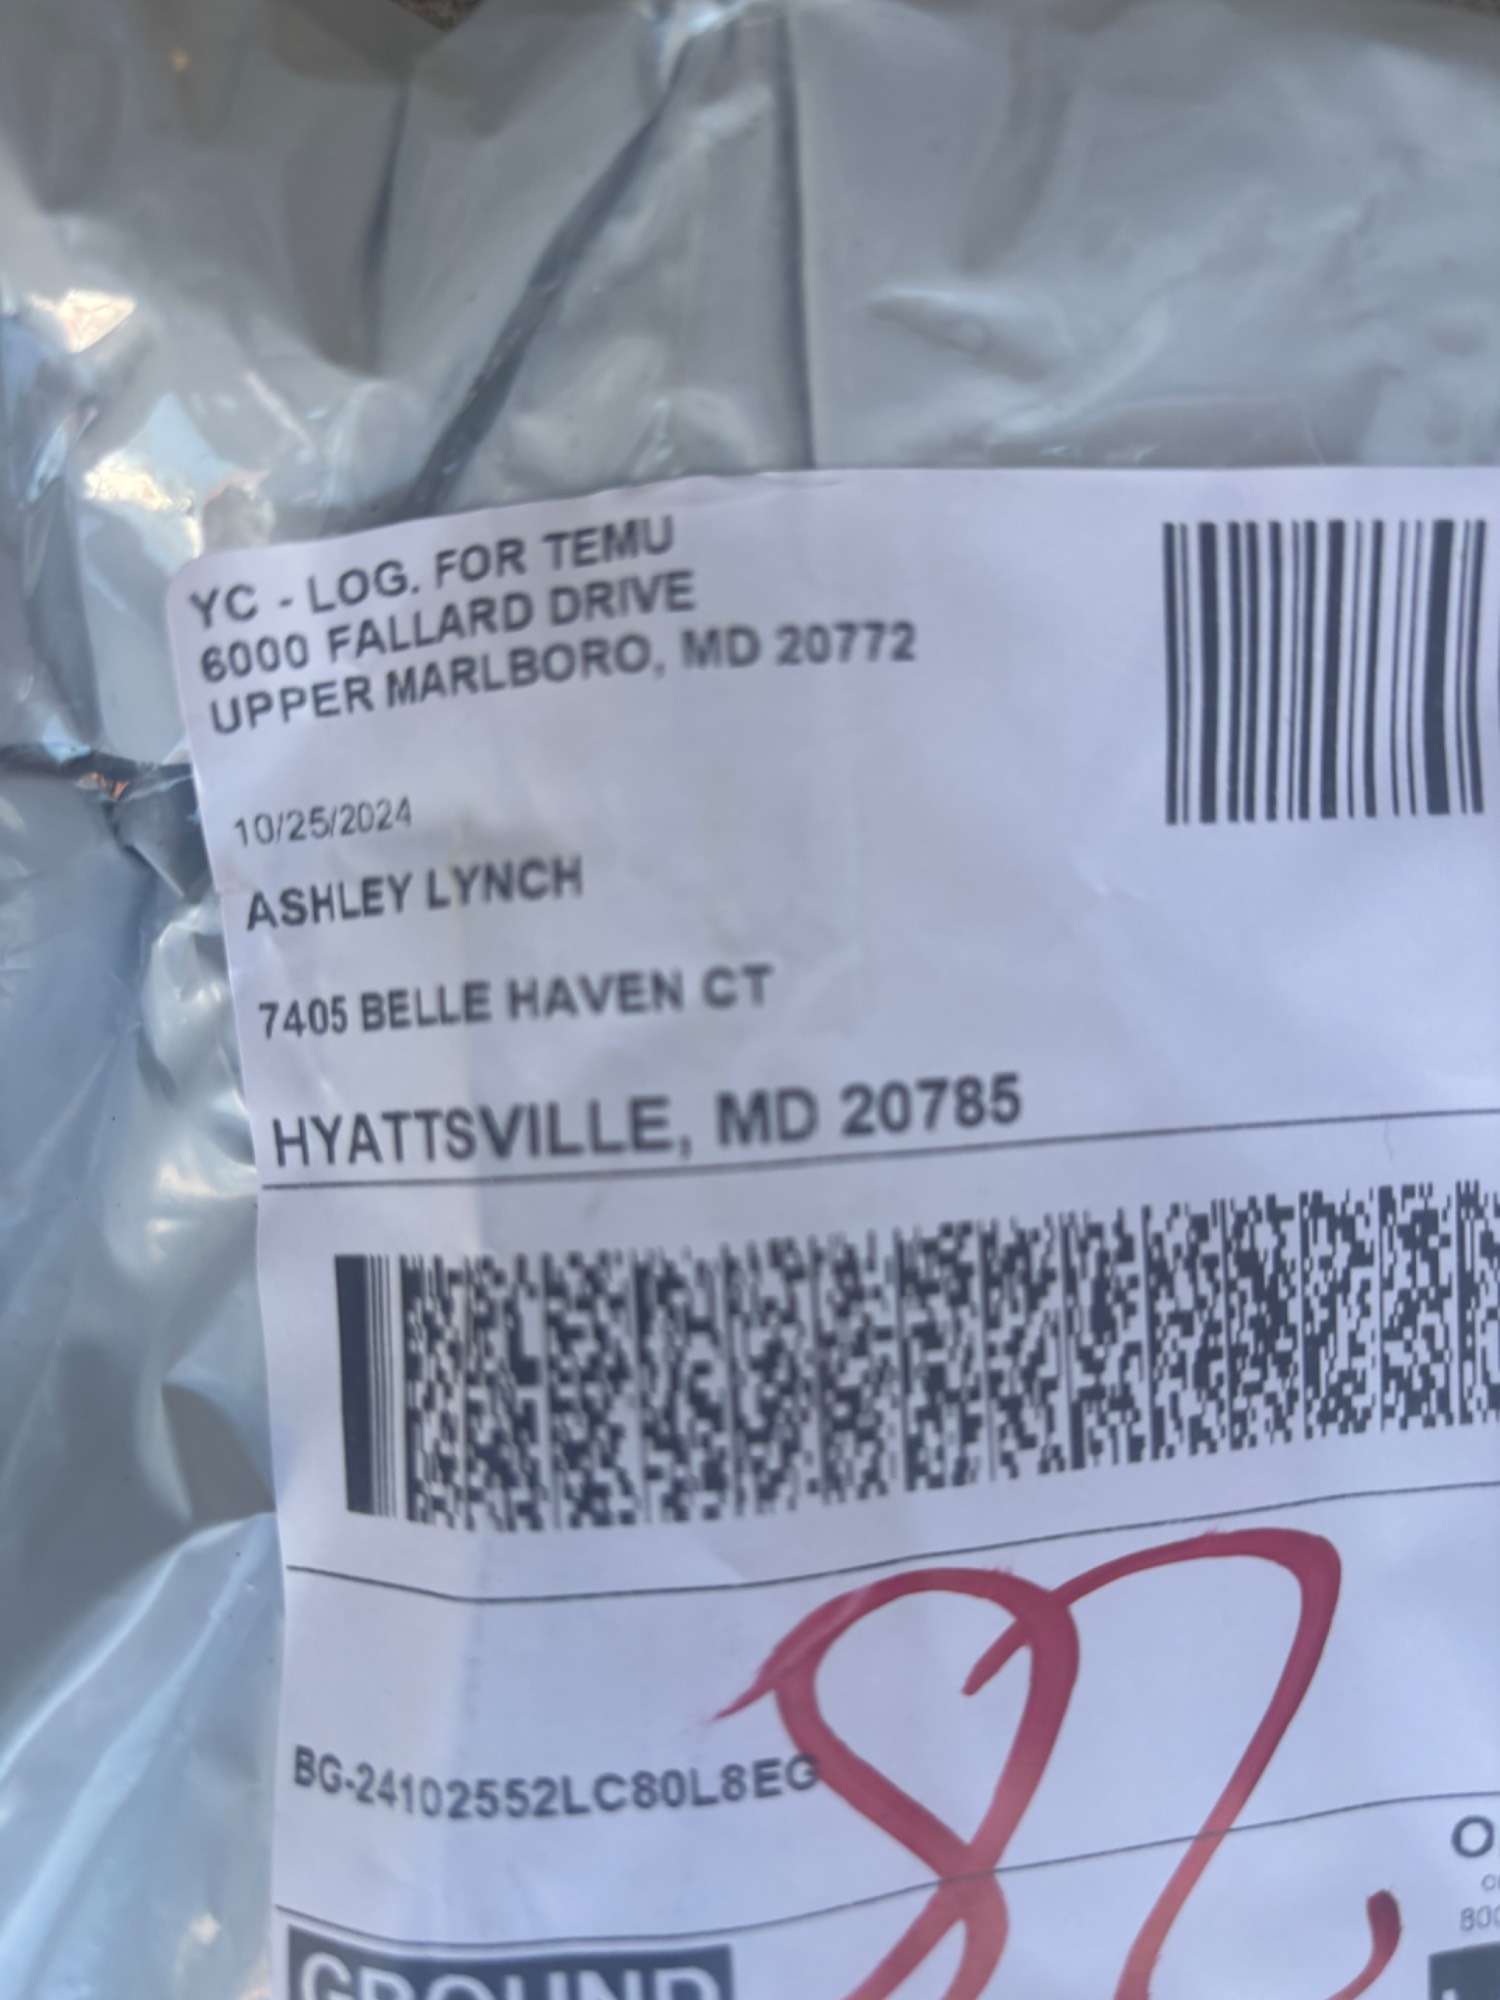 YC - LOG. FOR TEMU
6000 FALLARD DRIVE
UPPER MARLBORO, MD 20772
10/25/2024
ASHLEY LYNCH
7405 BELLE HAVEN CT
HYATTSVILLE, MD 20785
BG-24102552LC80L8EG
GROUND